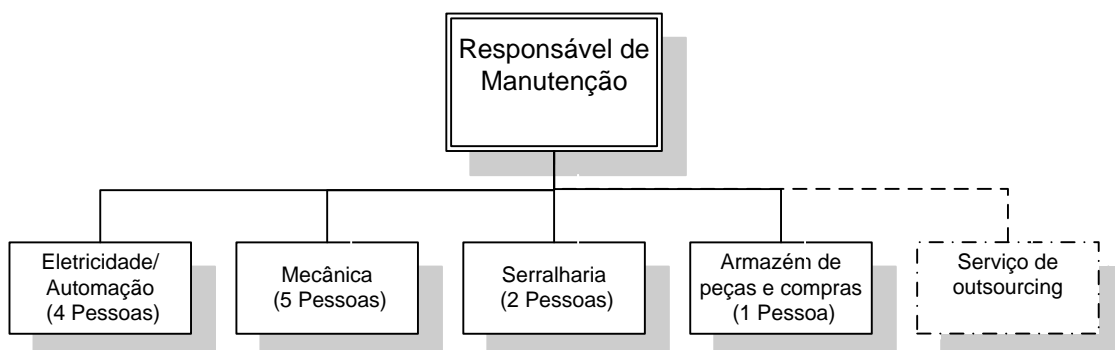 Responsável de
Manutenção
Eletricidade/
Automação
(4 Pessoas)
Mecânica
(5 Pessoas)
Serralharia
(2 Pessoas)
Armazém de
peças e compras
(1 Pessoa)
Serviço de
outsourcing